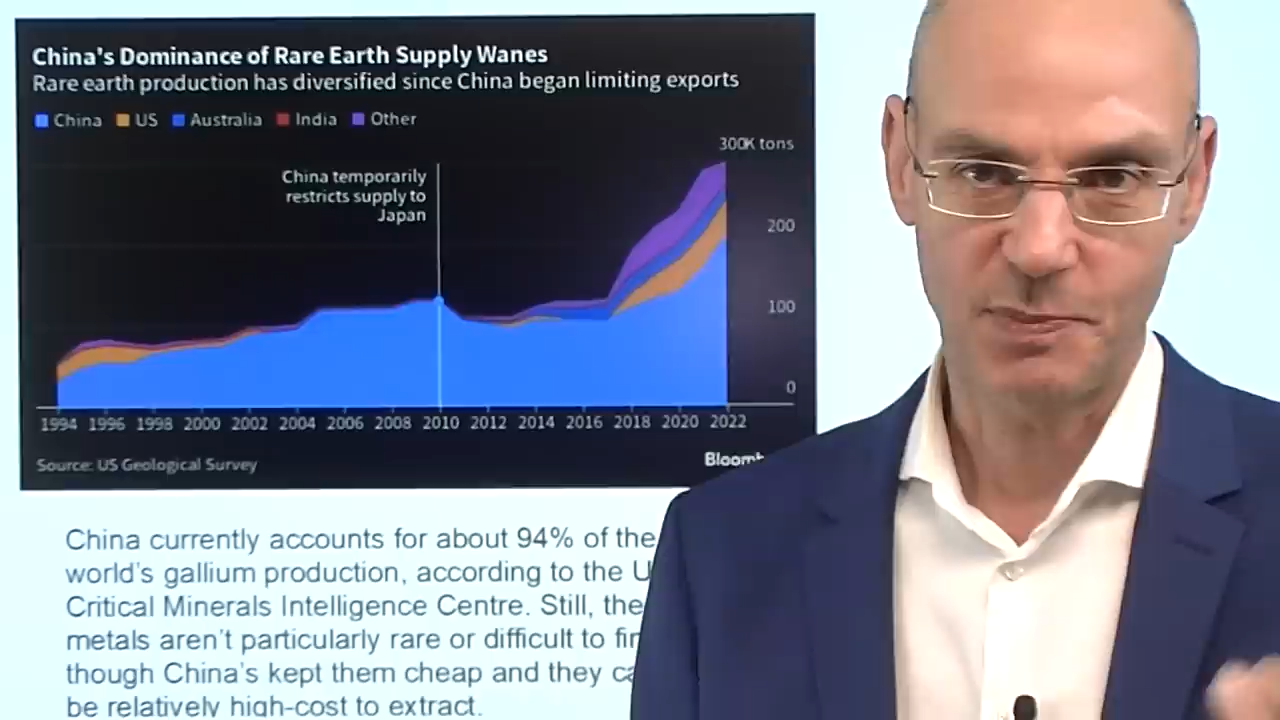 China's Dominance of Rare Earth Supply Wanes
Rare earth production has diversified since China began limiting exports
China US Australia India Other
300K tons
China temporarily
restricts supply to
Japan
200
100
0
1994 1996 1998 2000 2002 2004 2006 2008 2010 2012 2014 2016 2018 2020 2022
Source: US Geological Survey
China currently accounts for about 94% of the
world's gallium production, according to the
Critical Minerals Intelligence Centre. Still, the
metals aren't particularly rare or difficult to
though China's kept them cheap and they
be relatively high-cost to extract.